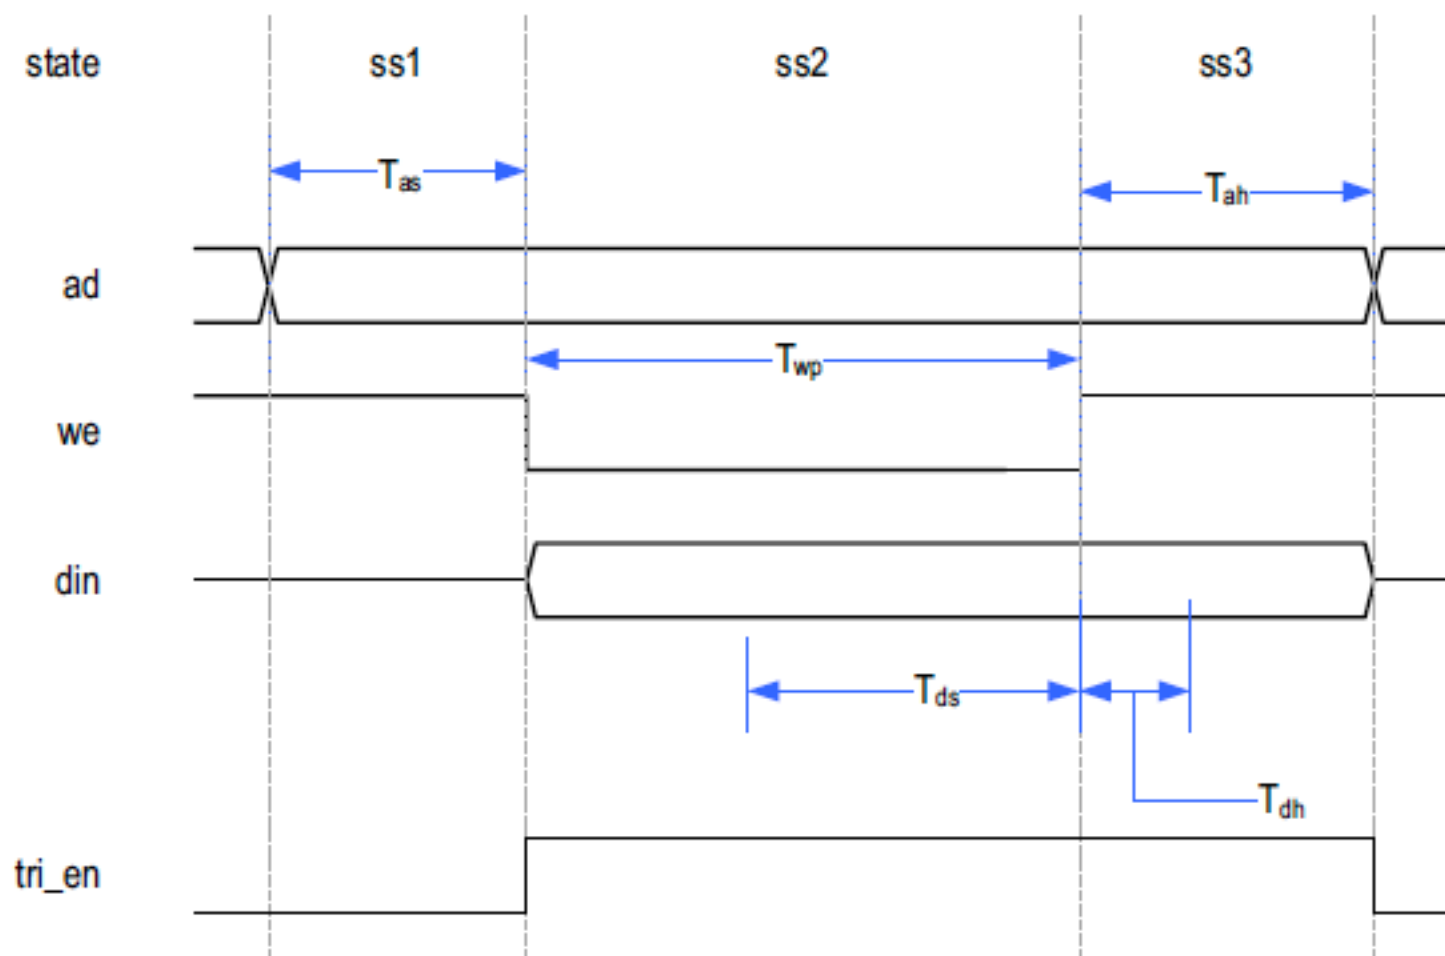 state ss1 ss2 ss3
Tas
Tah
ad
Twp
we
din
Tds
Tdh
tri_en